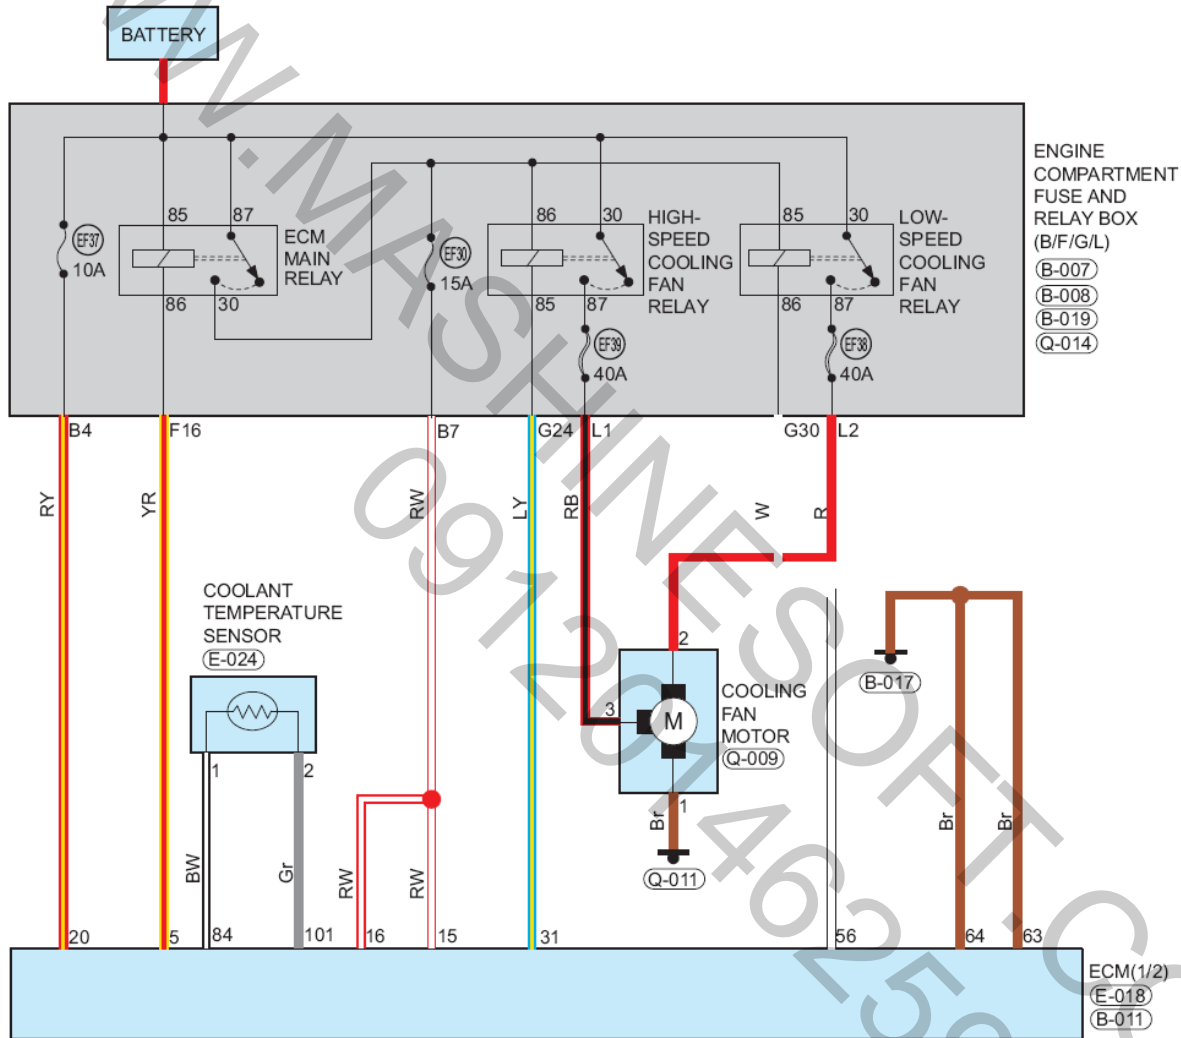 BATTERY
ENGINE
COMPARTMENT
FUSE AND
RELAY BOX
(B/F/G/L)
B-007
B-008
B-019
Q-014
EF37
10A
85
87
86
30
ECM
MAIN
RELAY
EF30
15A
86
30
85
87
HIGH-
SPEED
COOLING
FAN
RELAY
EF39
40A
85
30
86
87
LOW-
SPEED
COOLING
FAN
RELAY
EF38
40A
B4
F16
B7
G24
L1
G30
L2
RY
YR
RW
LY
RB
W
R
COOLANT
TEMPERATURE
SENSOR
E-024
1
2
BW
Gr
RW
RW
2
3
M
1
COOLING
FAN
MOTOR
Q-009
Br
Q-011
B-017
Br
Br
20
5
84
101
16
15
31
56
64
63
ECM(1/2)
E-018
B-011
W.MASHINESOFT.CO
0912614625